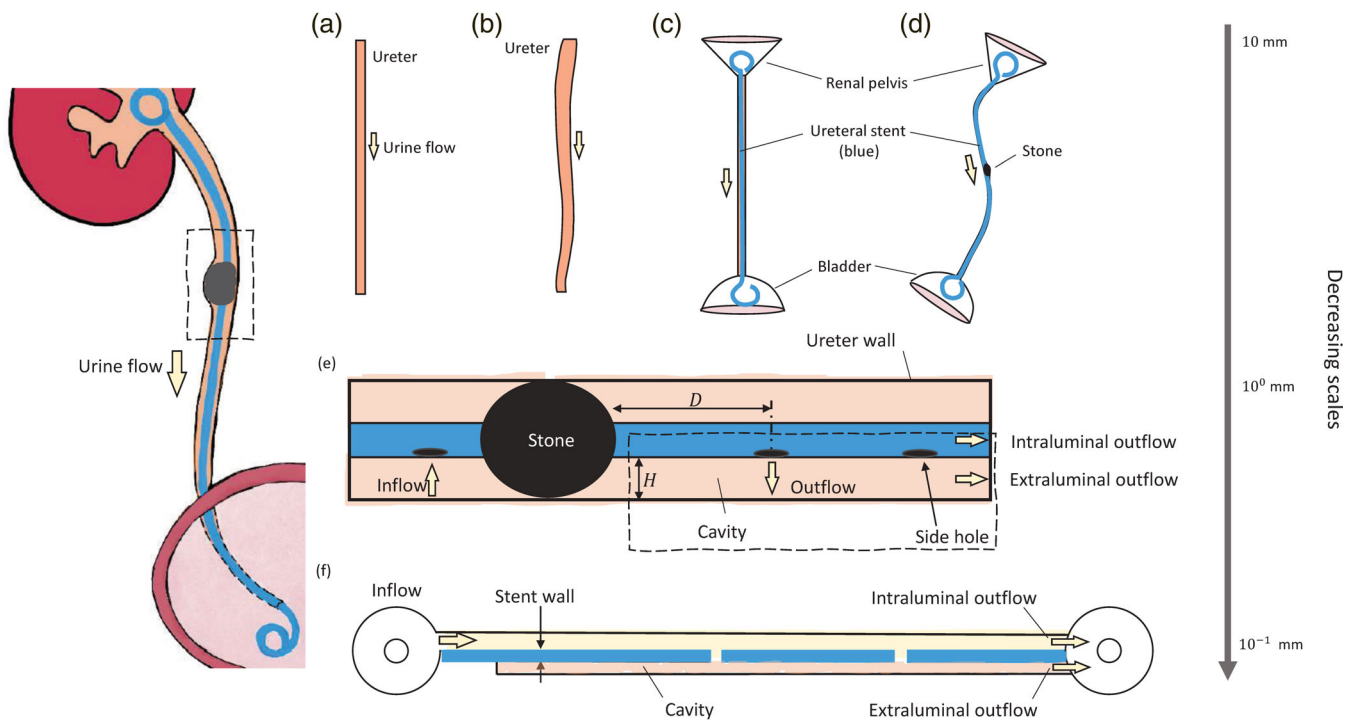 (a)
(b)
(c)
(d)
Ureter
Urine flow
Ureter
Renal pelvis
Ureteral stent
(blue)
Stone
Bladder
10 mm
10⁰ mm
10⁻¹ mm
Decreasing scales
Urine flow
(e)
Ureter wall
D
Stone
Intraluminal outflow
Inflow
H
Outflow
Extraluminal outflow
Cavity
Side hole
(f)
Inflow
Stent wall
Intraluminal outflow
Cavity
Extraluminal outflow